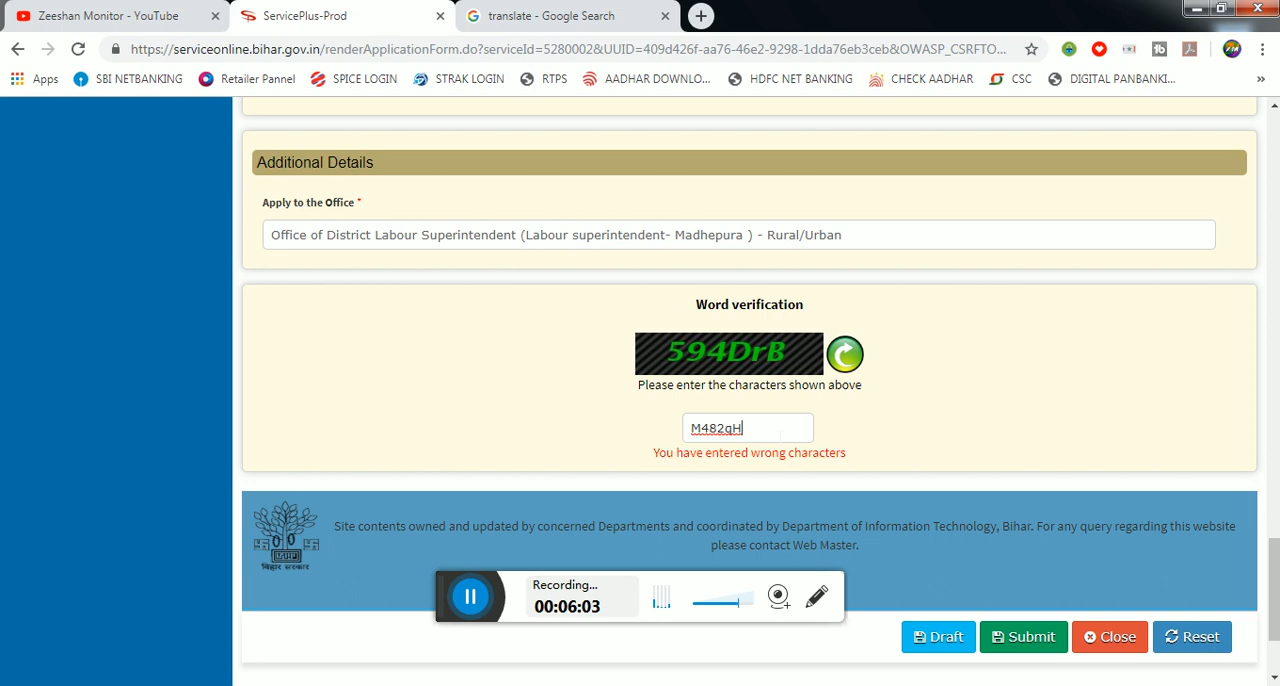 Zeeshan Monitor - YouTube
ServicePlus-Prod
translate - Google Search
https://serviceonline.bihar.gov.in/renderApplicationForm.do?serviceId=5280002&UUID=409d426f-aa76-46e2-9298-1dda76eb3ceb&OWASP_CSRFTO...
Apps SBI NETBANKING Retailer Pannel SPICE LOGIN STRAK LOGIN RTPS AADHAR DOWNLO... HDFC NET BANKING CHECK AADHAR CSC DIGITAL PANBANKI... »
Additional Details
Apply to the Office *
Office of District Labour Superintendent (Labour superintendent- Madhepura ) - Rural/Urban
Word verification
594DrB
Please enter the characters shown above
M482qH
You have entered wrong characters
Site contents owned and updated by concerned Departments and coordinated by Department of Information Technology, Bihar. For any query regarding this website
please contact Web Master.
बिहार सरकार
Recording...
00:06:03
Draft Submit Close Reset